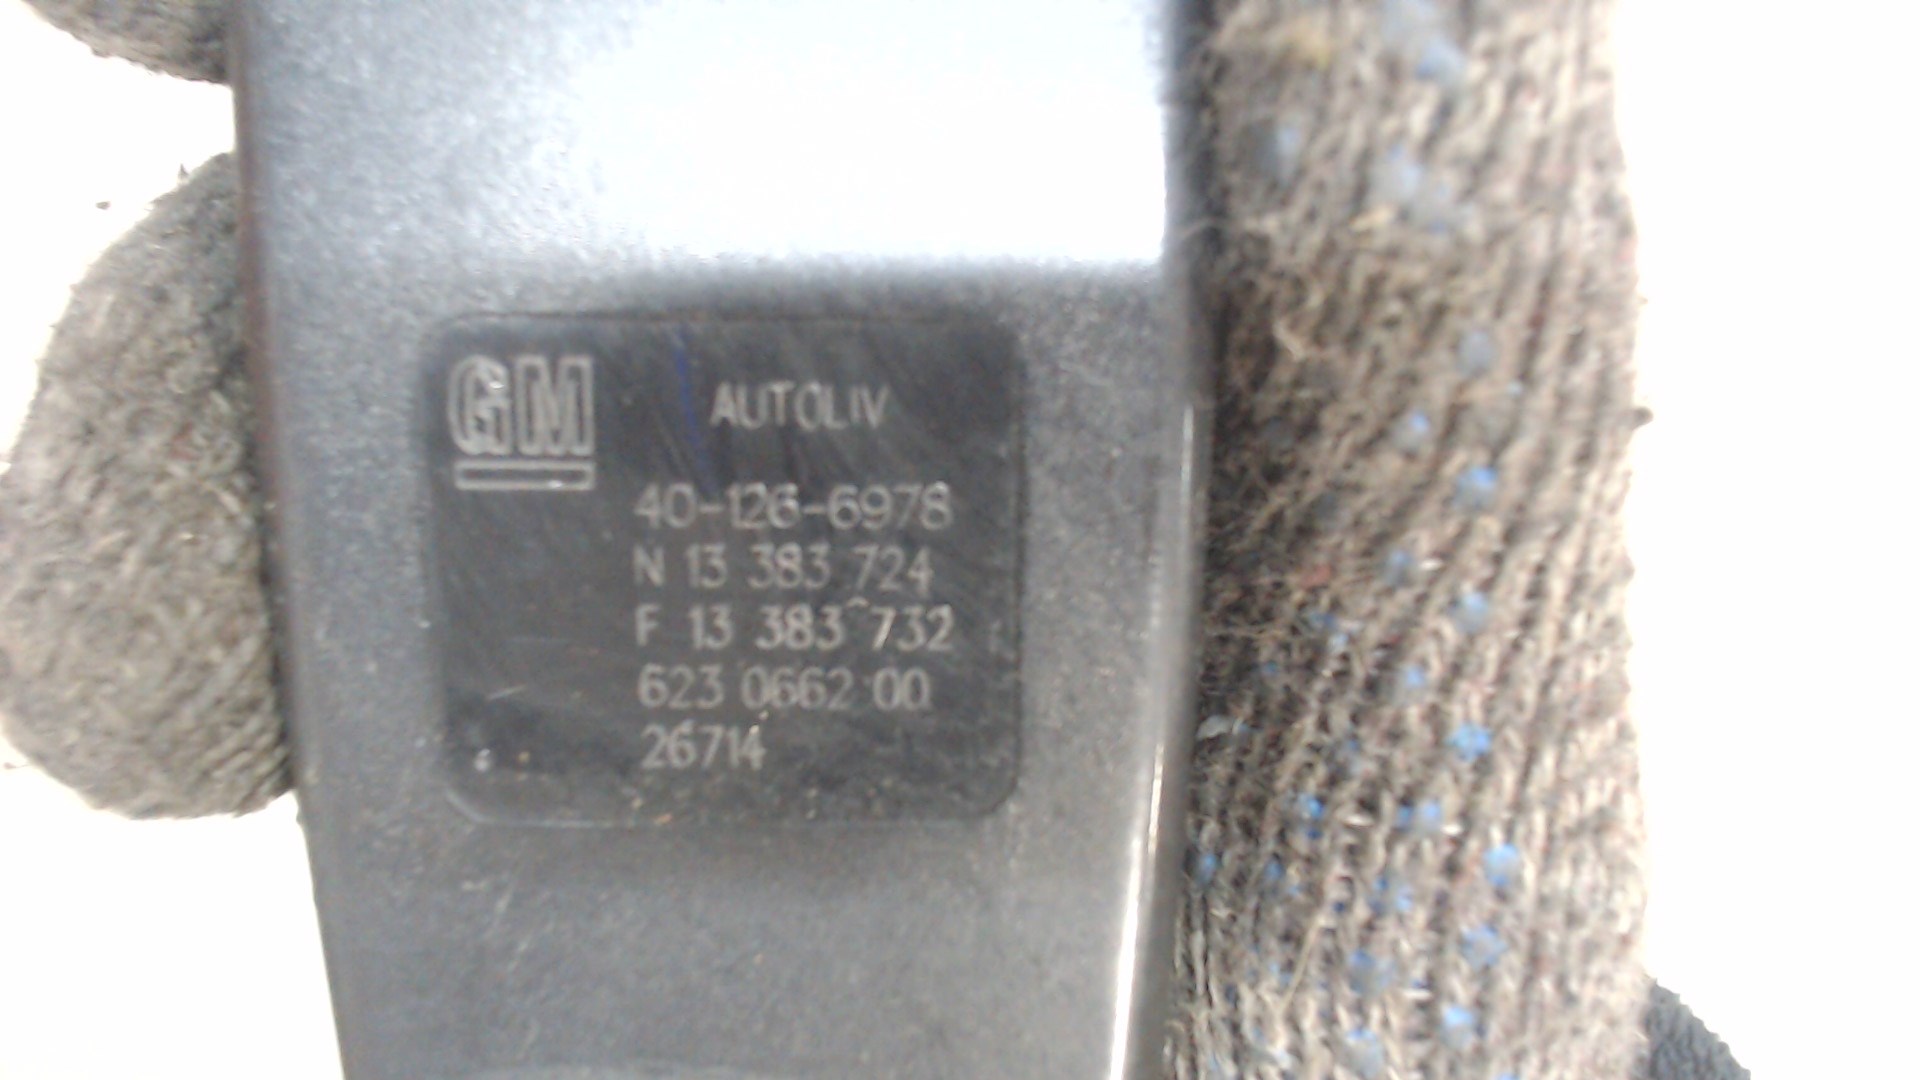 GM
AUTOLIV
40-126-6978
N 13 383 724
F 13 383 732
623 0662 00
26714